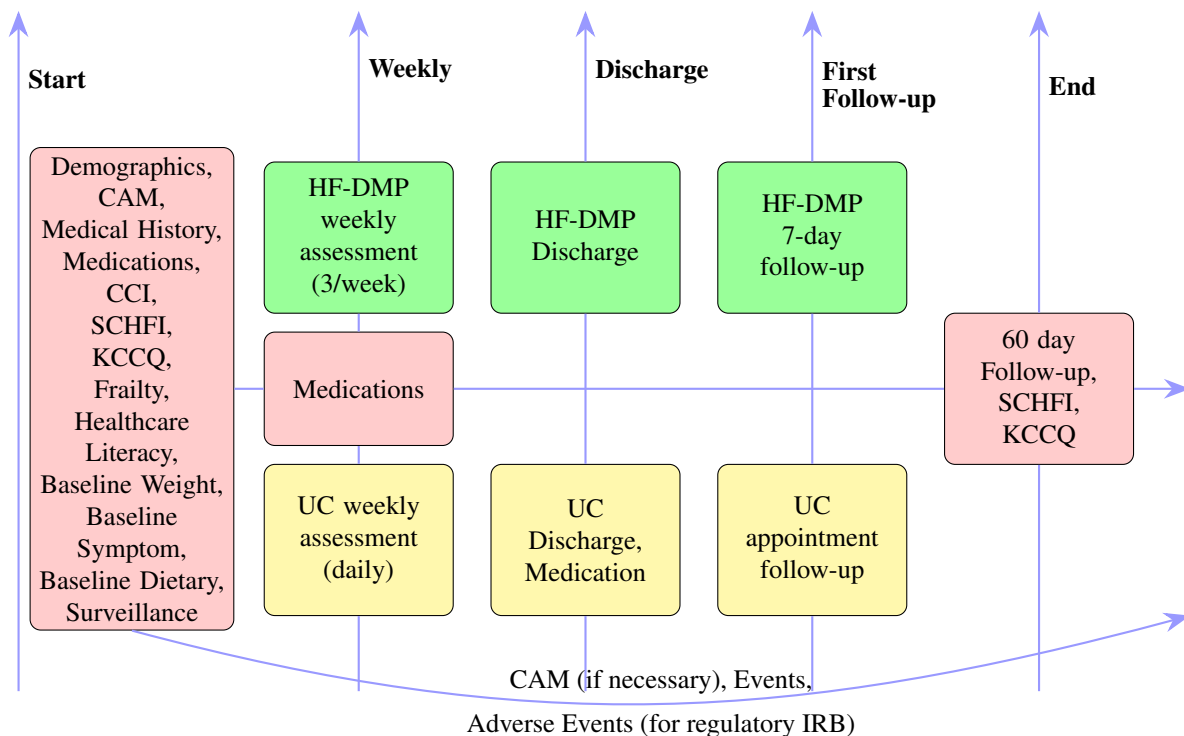 Start
Weekly
Discharge
First
Follow-up
End
Demographics,
CAM,
Medical History,
Medications,
CCI,
SCHFI,
KCCQ,
Frailty,
Healthcare
Literacy,
Baseline Weight,
Baseline
Symptom,
Baseline Dietary,
Surveillance
HF-DMP
weekly
assessment
(3/week)
Medications
UC weekly
assessment
(daily)
HF-DMP
Discharge
UC
Discharge,
Medication
HF-DMP
7-day
follow-up
UC
appointment
follow-up
60 day
Follow-up,
SCHFI,
KCCQ
CAM (if necessary), Events,
Adverse Events (for regulatory IRB)